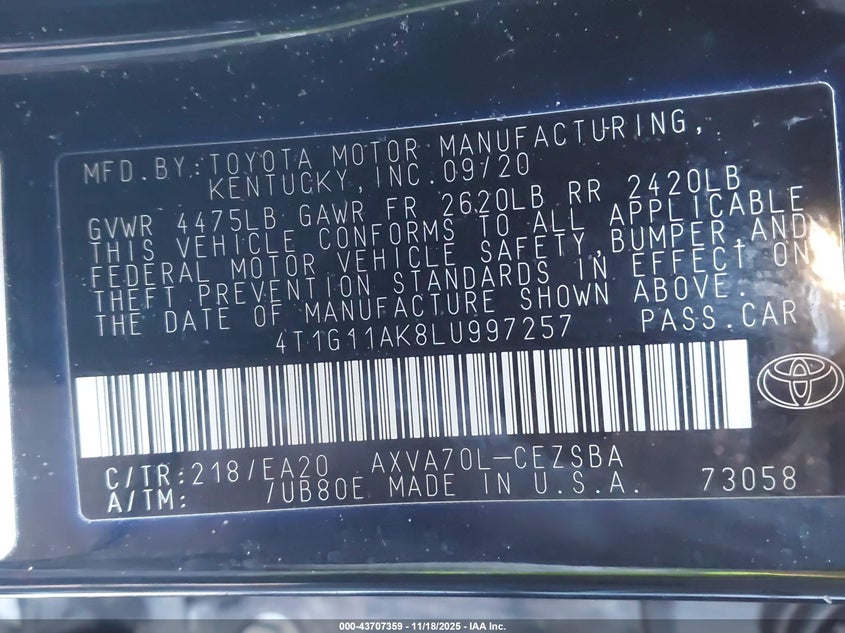 MFD.BY:TOYOTA MOTOR MANUFACTURING,
KENTUCKY,INC.09/20
GVWR 4475LB GAWR FR 2620LB RR 2420LB
THIS VEHICLE CONFORMS TO ALL APPLICABLE
FEDERAL MOTOR VEHICLE SAFETY,BUMPER,AND
THEFT PREVENTION STANDARDS IN EFFECT ON
THE DATE OF MANUFACTURE SHOWN ABOVE.
4T1G11AK8LU997257 PASS.CAR
C/TR:218/EA20 AXVA70L-CEZSBA
A/TM: /UB80E MADE IN U.S.A. 73058
000-43707359 - 11/18/2025 - IAA Inc.